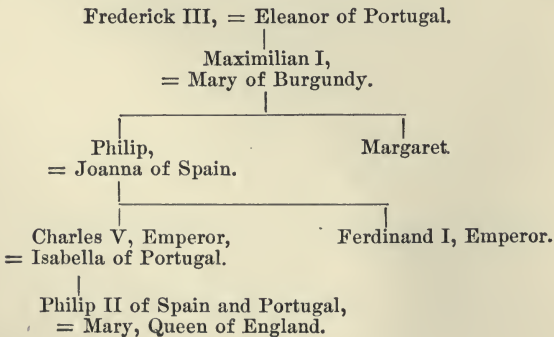 Frederick III, = Eleanor of Portugal.
Maximilian I,
= Mary of Burgundy.
Philip,
= Joanna of Spain.
Margaret.
Charles V, Emperor,
= Isabella of Portugal.
Ferdinand I, Emperor.
Philip II of Spain and Portugal,
= Mary, Queen of England.